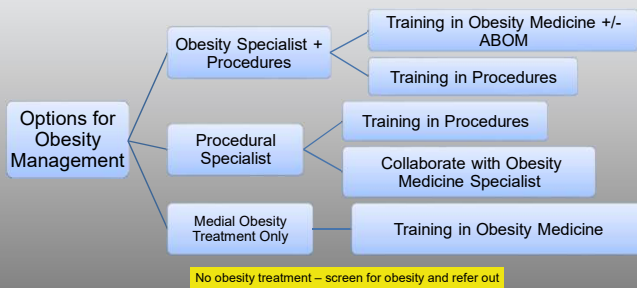 Options for
Obesity
Management
Obesity Specialist +
Procedures
Training in Obesity Medicine +/-
ABOM
Training in Procedures
Procedural
Specialist
Training in Procedures
Collaborate with Obesity
Medicine Specialist
Medial Obesity
Treatment Only
Training in Obesity Medicine
No obesity treatment – screen for obesity and refer out